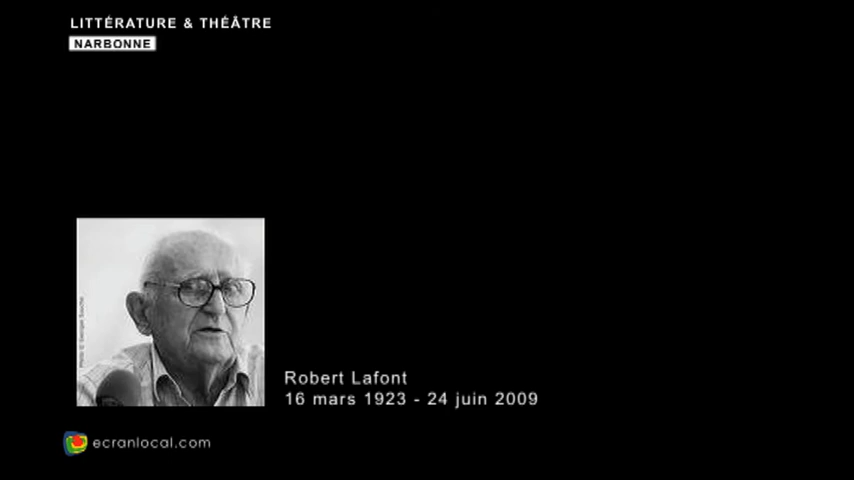 LITTÉRATURE & THÉÂTRE
NARBONNE
Robert Lafont
16 mars 1923 - 24 juin 2009
ecranlocal.com